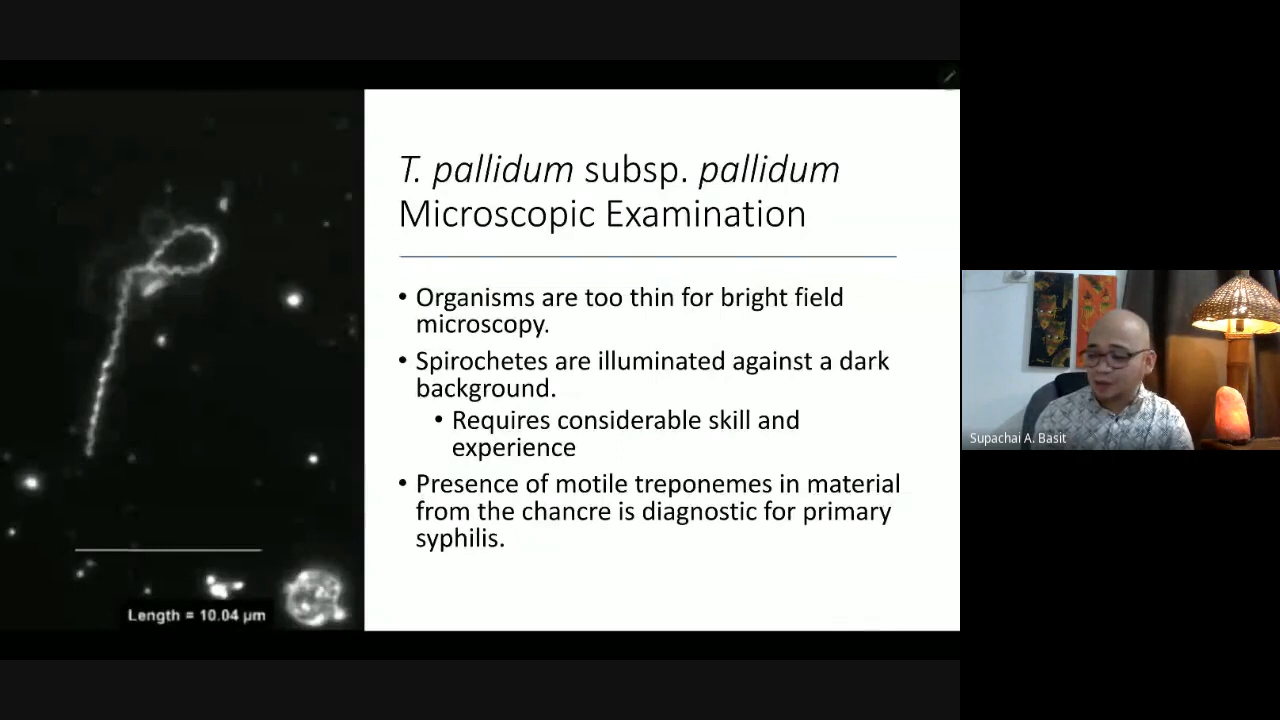 T. pallidum subsp. pallidum
Microscopic Examination
• Organisms are too thin for bright field
microscopy.
• Spirochetes are illuminated against a dark
background.
• Requires considerable skill and
experience
• Presence of motile treponemes in material
from the chancre is diagnostic for primary
syphilis.
Length = 10.04 µm
Supachai A. Basit